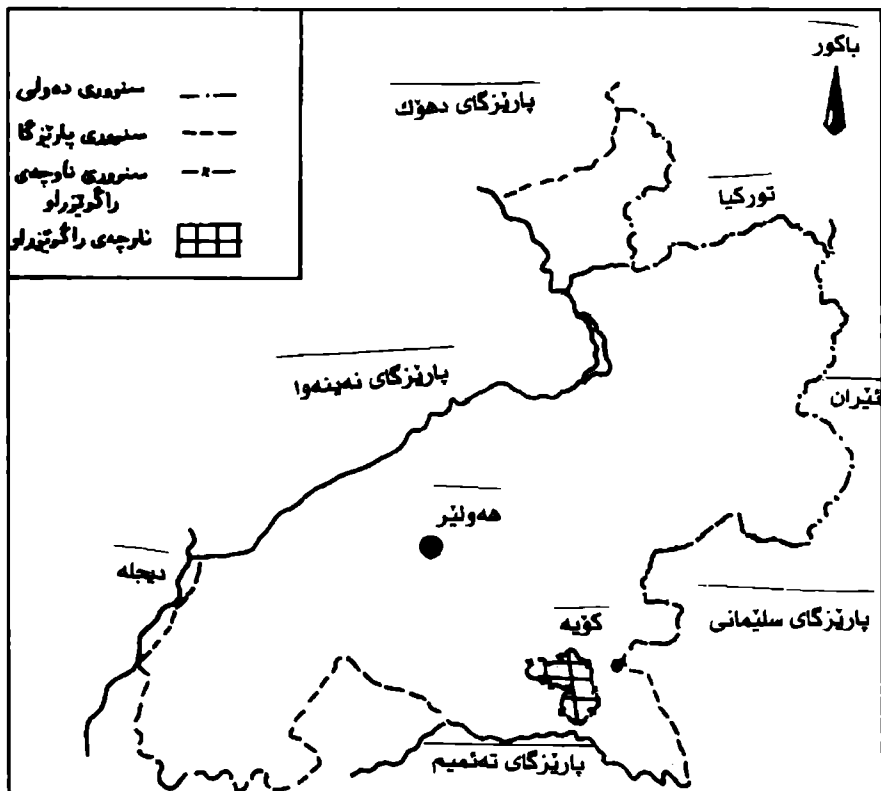 باکور
پارێزگای دهۆك
تورکیا
سنووری دەولی
سنووری پارێزگا
سنووری ناوچەی
راگوێزراو
ناوچەی راگوێزراو
پارێزگای نەینەوا
ئێران
هەولێر
دیجلە
پارێزگای سلێمانی
کۆیە
پارێزگای تەئمیم